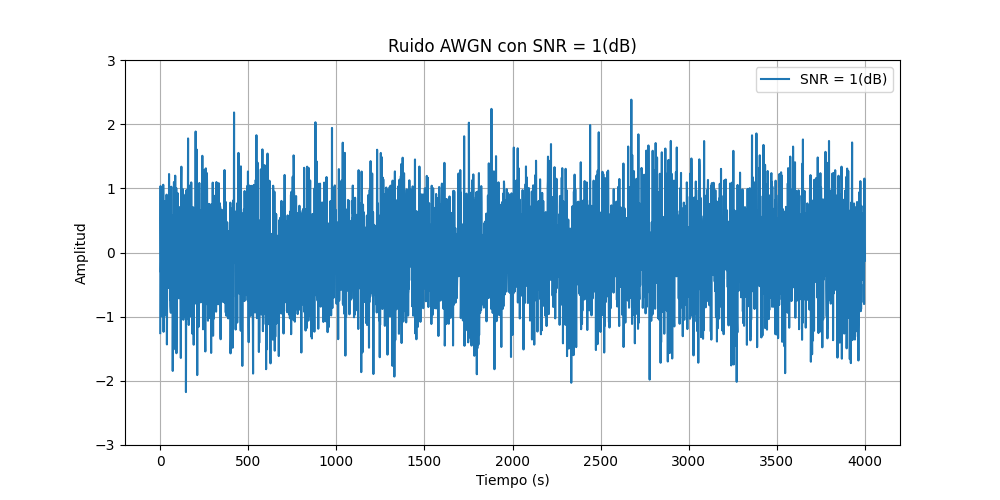 Ruido AWGN con SNR = 1(dB)
SNR = 1(dB)
3
2
1
0
−1
−2
−3
Amplitud
0 500 1000 1500 2000 2500 3000 3500 4000
Tiempo (s)